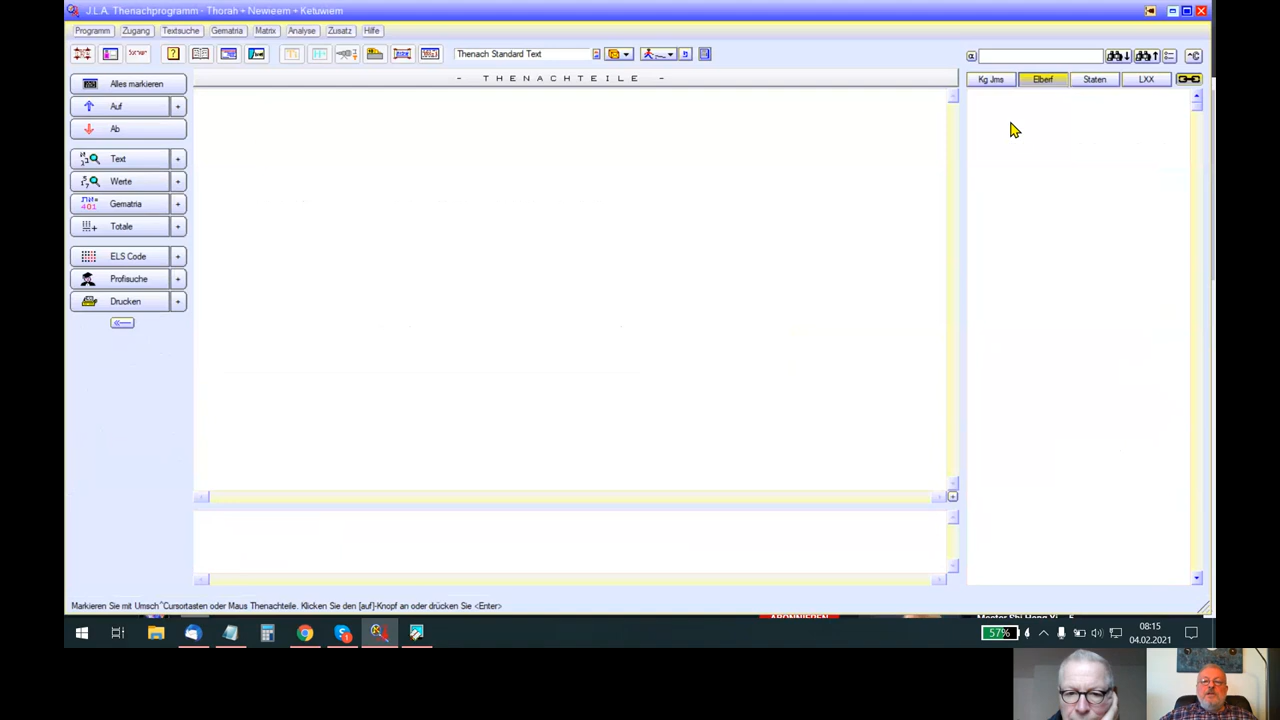 J.L.A. Thenachprogramm - Thorah + Newieem + Ketuwiem
Programm Zugang Textsuche Gematria Matrix Analyse Zusatz Hilfe
Thenach Standard Text
- THENACHTEILE -
Kg Jms Elberf Staten LXX
Alles markieren
Auf +
Ab
Text +
Werte +
Gematria +
Totale +
ELS Code +
Profisuche +
Drucken +
Markieren Sie mit Umsch^Cursortasten oder Maus Thenachteile. Klicken Sie den [auf]-Knopf an oder drücken Sie <Enter>
57%
08:15
04.02.2021